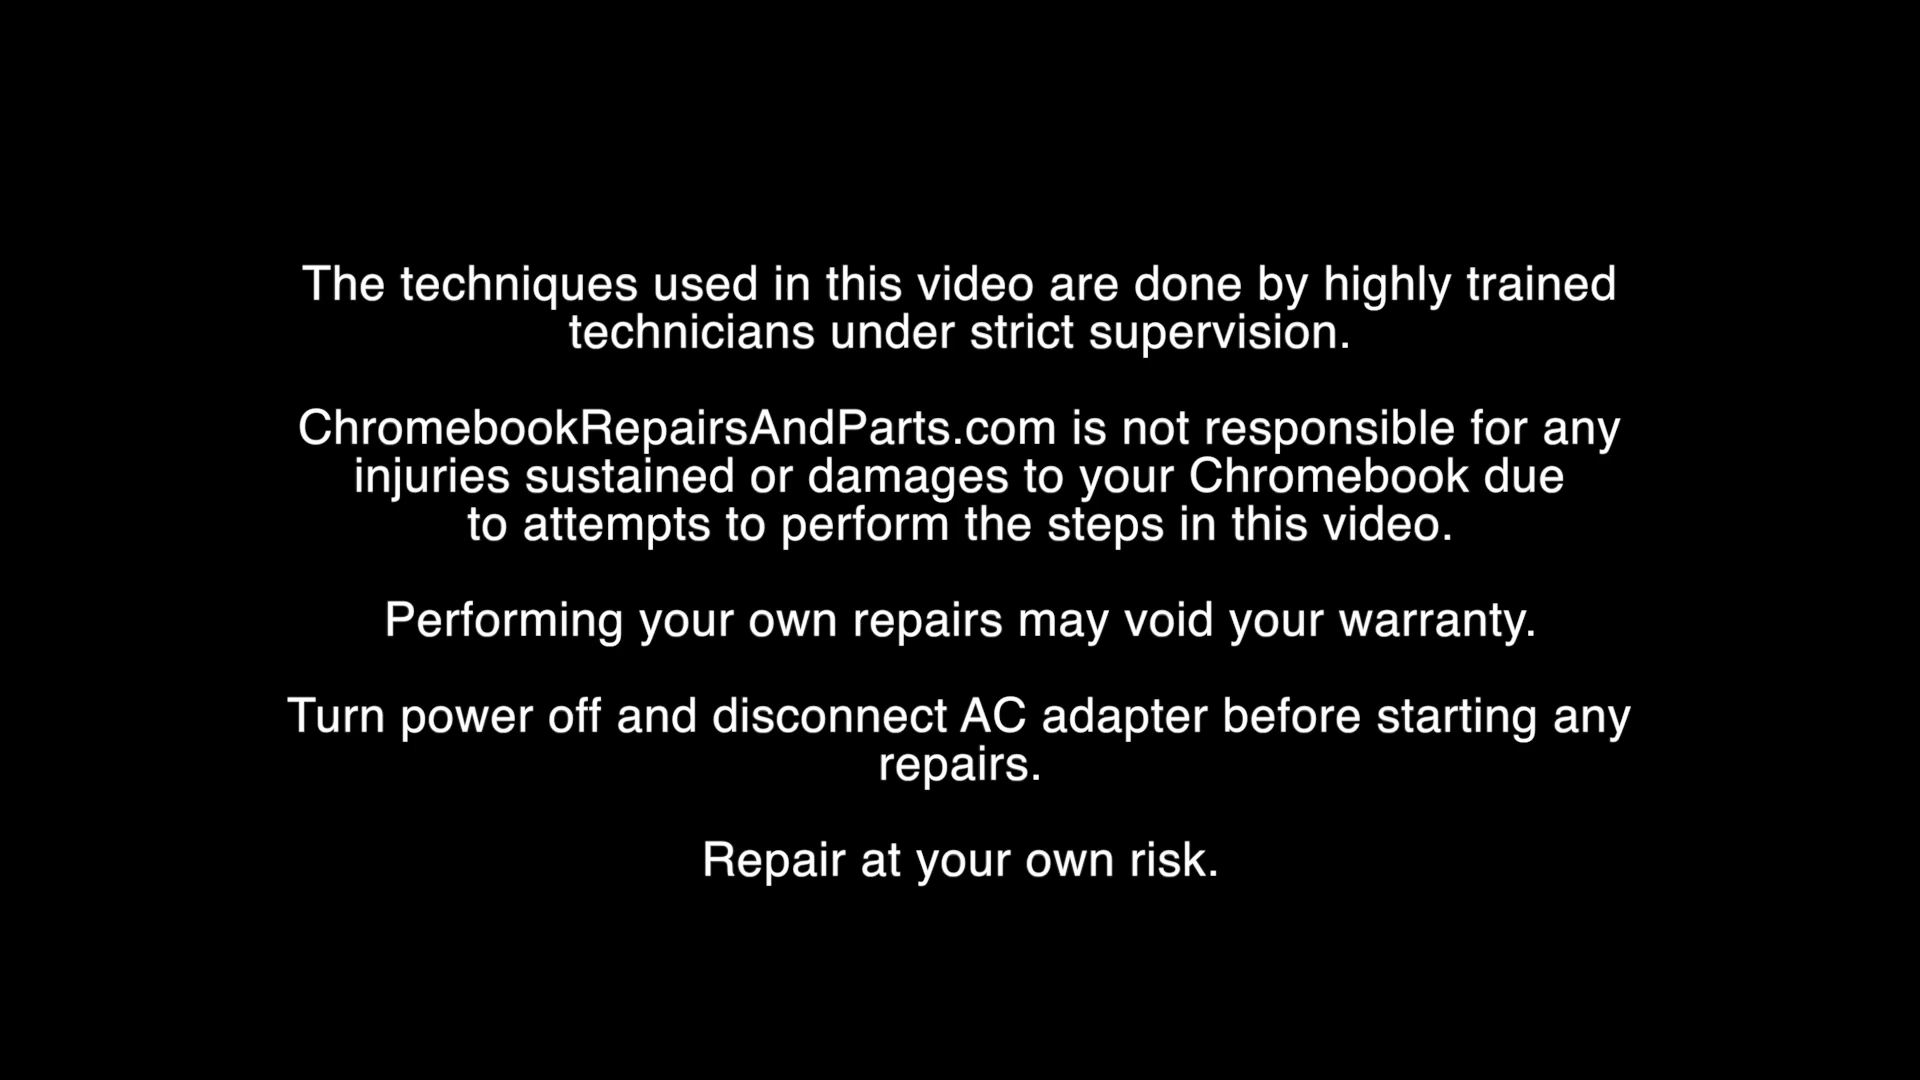 The techniques used in this video are done by highly trained
technicians under strict supervision.
ChromebookRepairsAndParts.com is not responsible for any
injuries sustained or damages to your Chromebook due
to attempts to perform the steps in this video.
Performing your own repairs may void your warranty.
Turn power off and disconnect AC adapter before starting any
repairs.
Repair at your own risk.